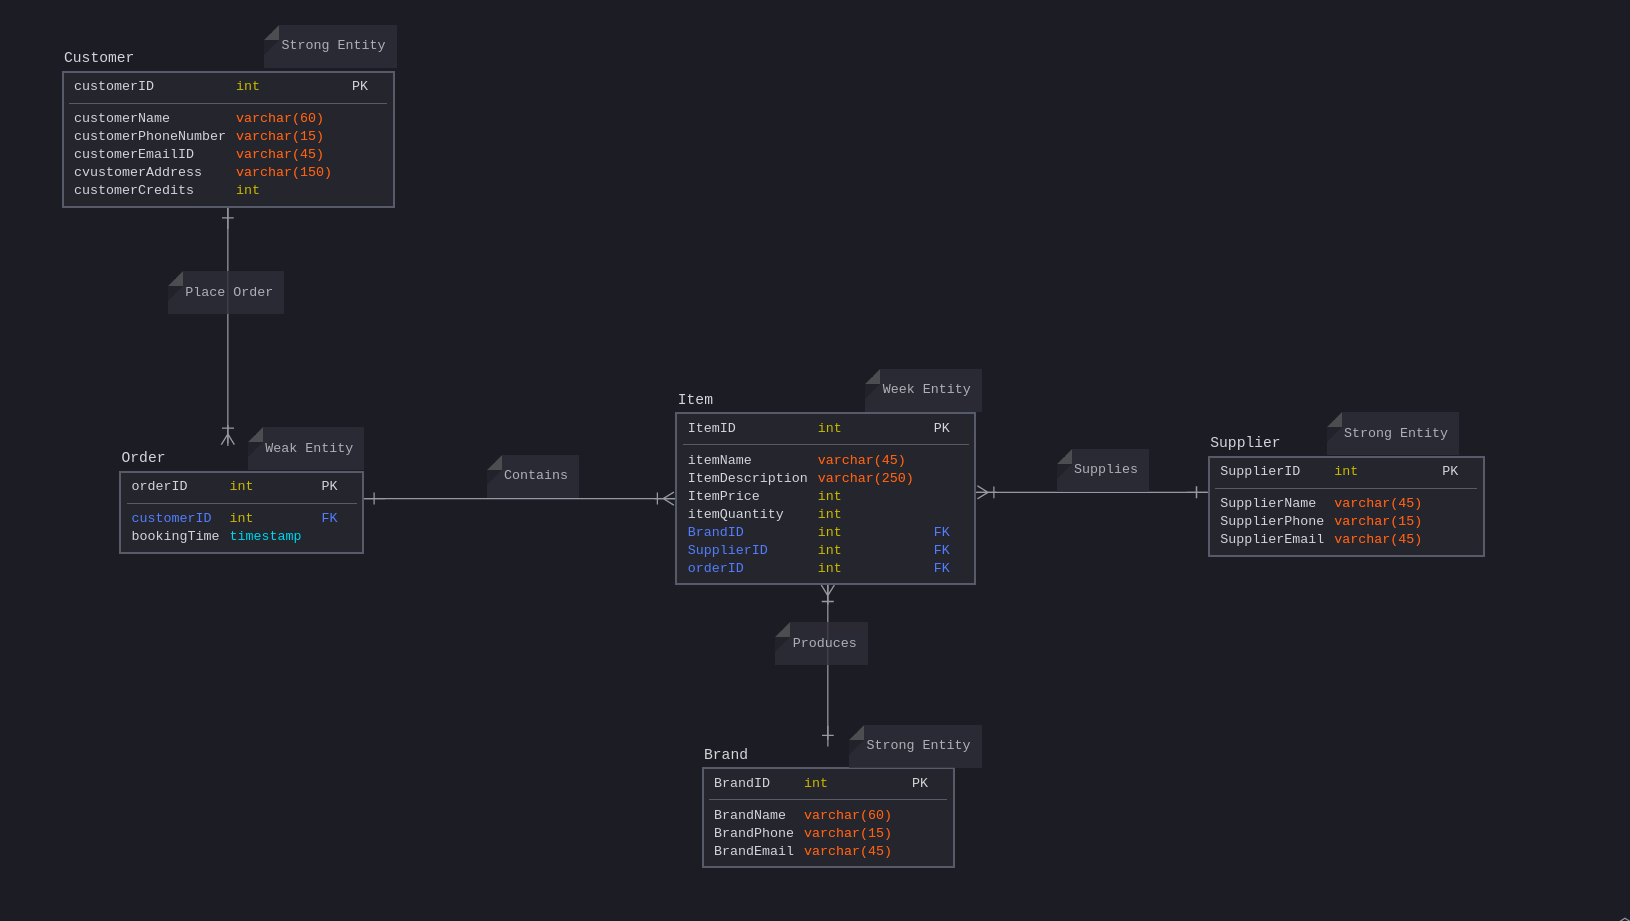 Strong Entity
Customer
customerID int PK
customerName varchar(60)
customerPhoneNumber varchar(15)
customerEmailID varchar(45)
cvustomerAddress varchar(150)
customerCredits int
Place Order
Weak Entity
Order
orderID int PK
customerID int FK
bookingTime timestamp
Contains
Week Entity
Item
ItemID int PK
itemName varchar(45)
ItemDescription varchar(250)
ItemPrice int
itemQuantity int
BrandID int FK
SupplierID int FK
orderID int FK
Supplies
Strong Entity
Supplier
SupplierID int PK
SupplierName varchar(45)
SupplierPhone varchar(15)
SupplierEmail varchar(45)
Produces
Strong Entity
Brand
BrandID int PK
BrandName varchar(60)
BrandPhone varchar(15)
BrandEmail varchar(45)